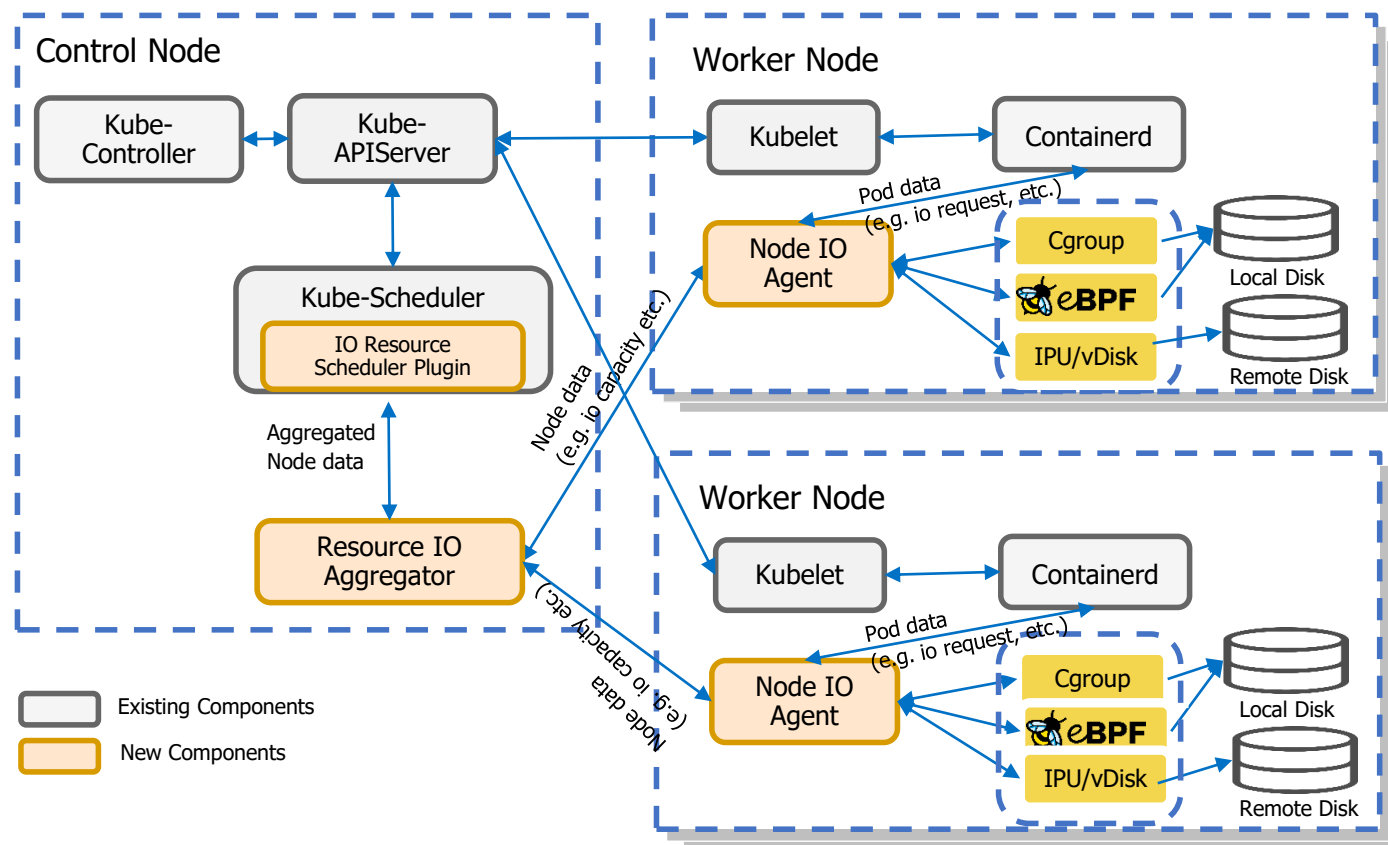 Control Node
Kube-
Controller
Kube-
APIServer
Kube-Scheduler
IO Resource
Scheduler Plugin
Aggregated
Node data
Resource IO
Aggregator
Node data
(e.g. io capacity etc.)
Node data
(e.g. io capacity etc.)
Existing Components
New Components
Worker Node
Kubelet
Containerd
Pod data
(e.g. io request, etc.)
Node IO
Agent
Cgroup
eBPF
IPU/vDisk
Local Disk
Remote Disk
Worker Node
Kubelet
Containerd
Pod data
(e.g. io request, etc.)
Node IO
Agent
Cgroup
eBPF
IPU/vDisk
Local Disk
Remote Disk